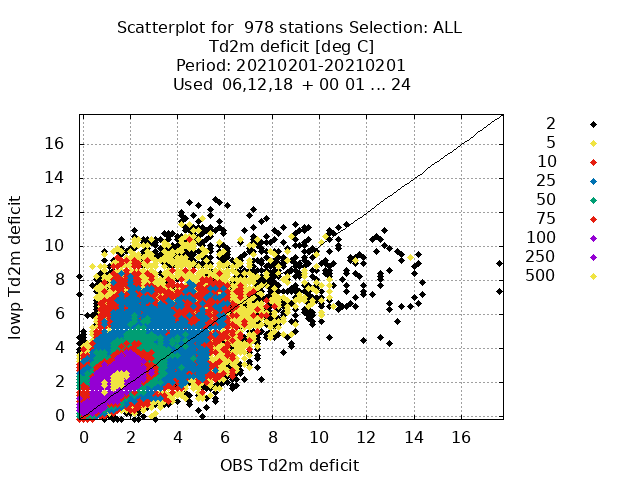 Scatterplot for  978 stations Selection: ALL
Td2m deficit [deg C]
Period: 20210201-20210201
Used  06,12,18 + 00 01 ... 24
2
5
10
25
50
75
100
250
500
16
14
12
10
8
6
4
2
0
lowp Td2m deficit
0 2 4 6 8 10 12 14 16
OBS Td2m deficit